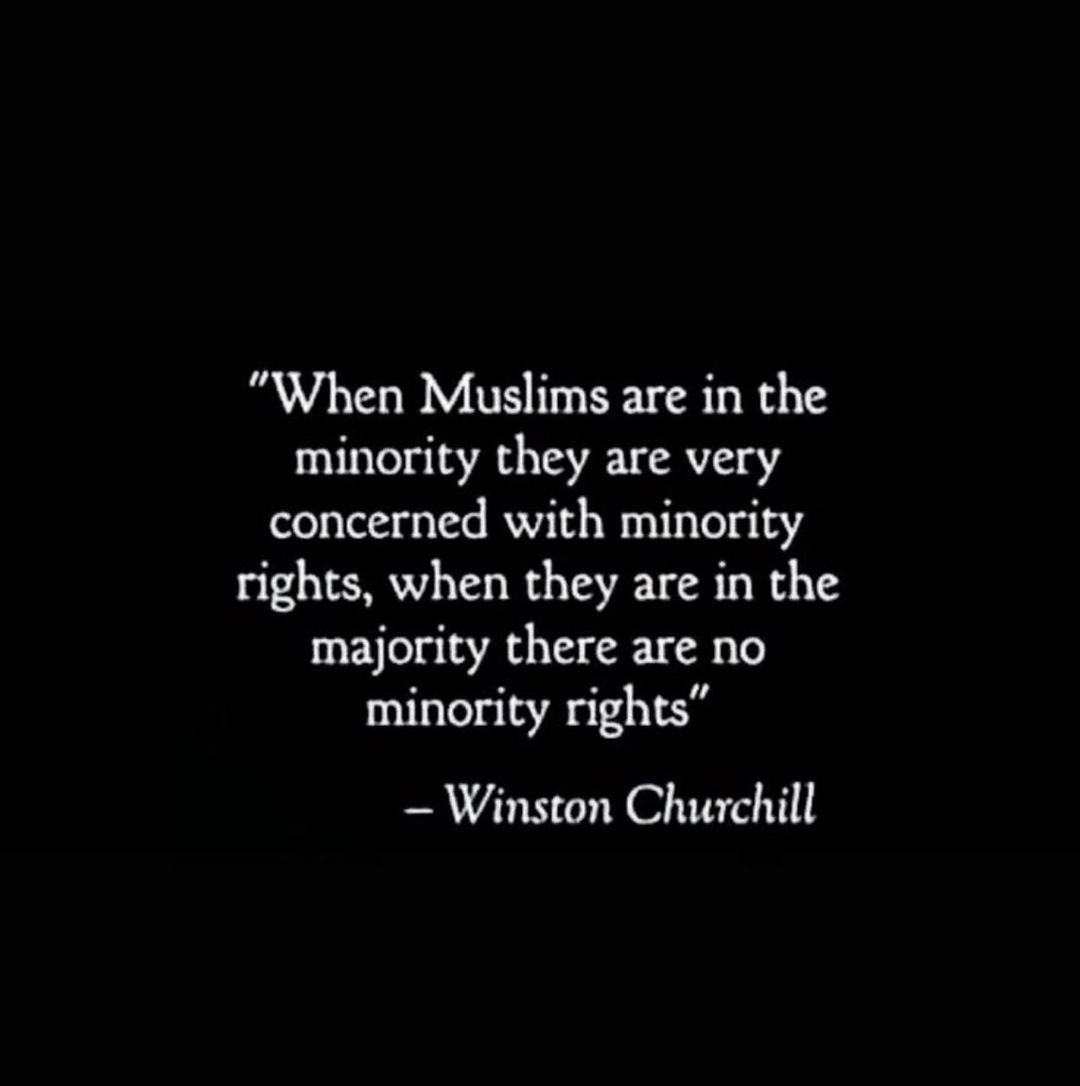 "When Muslims are in the
minority they are very
concerned with minority
rights, when they are in the
majority there are no
minority rights"
– Winston Churchill